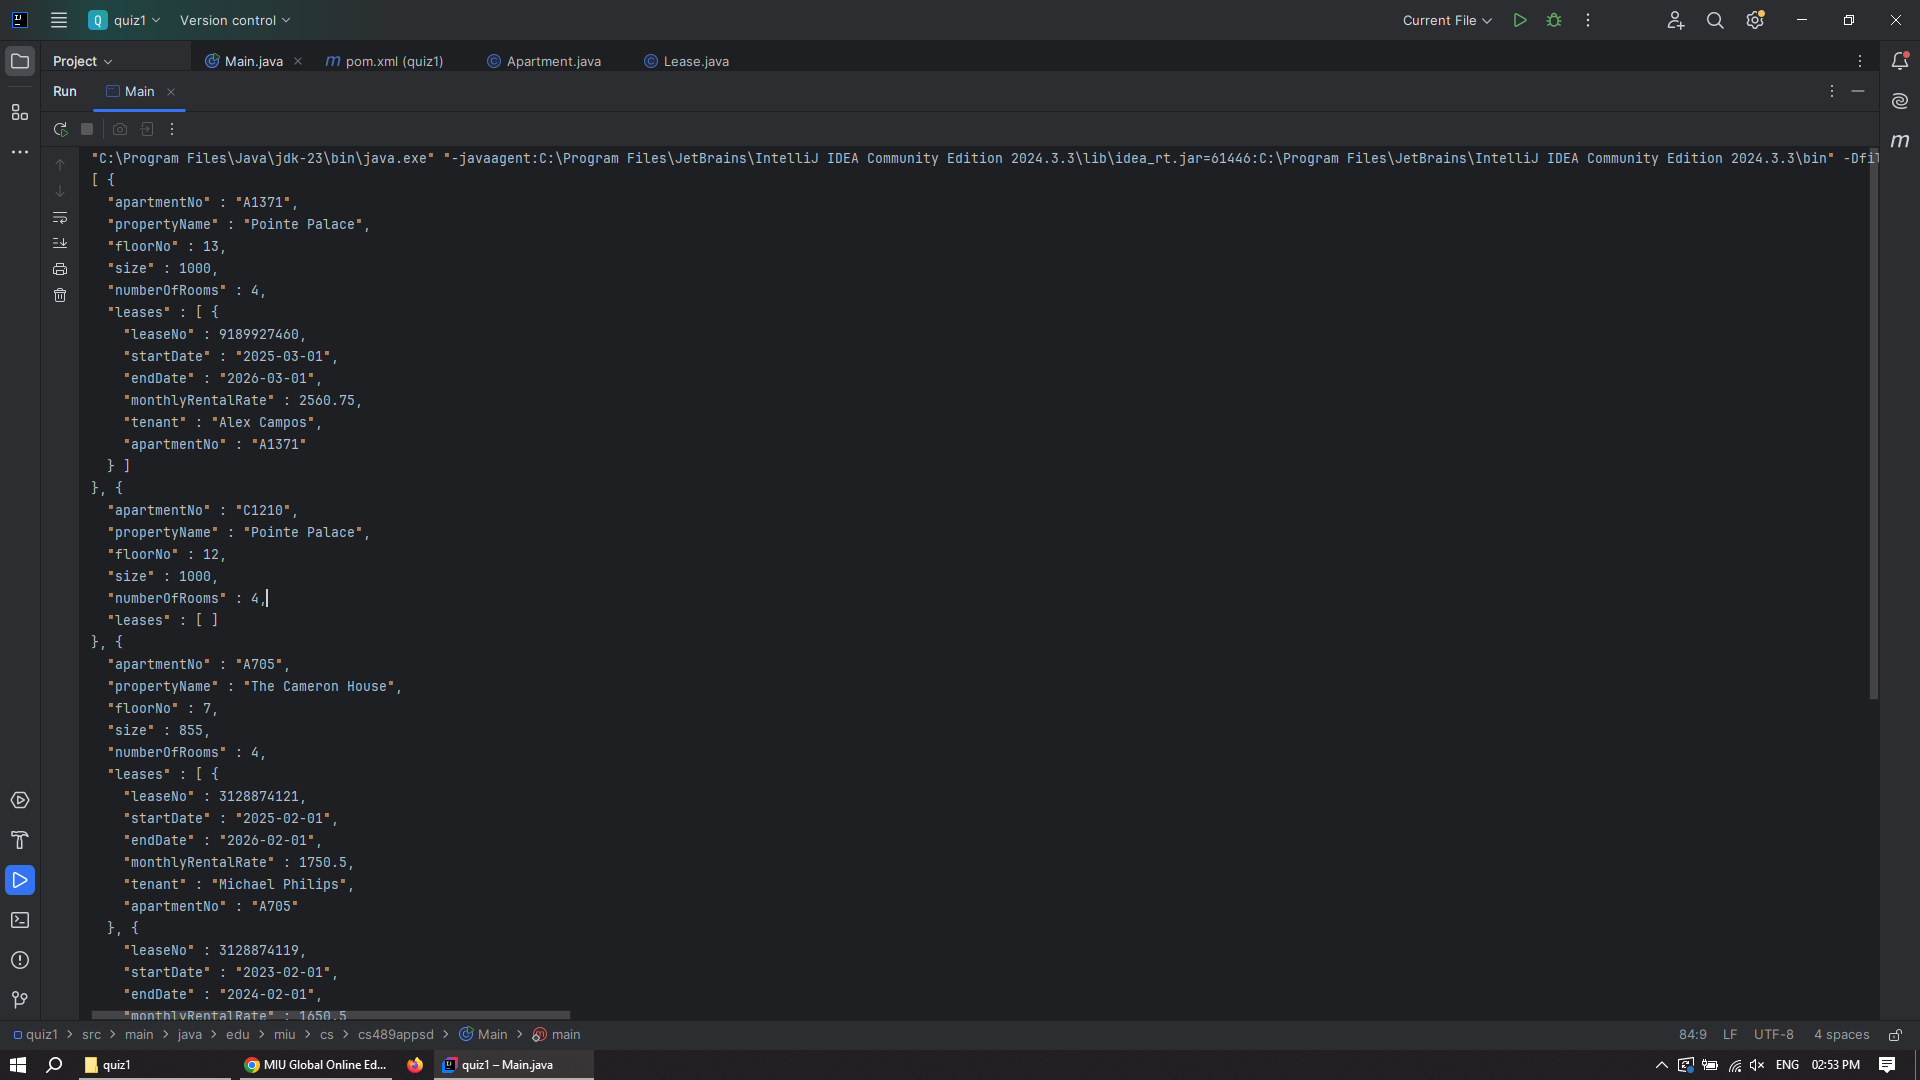 Q quiz1 Version control Current File
Project Main.java pom.xml (quiz1) Apartment.java Lease.java
Run Main
"C:\Program Files\Java\jdk-23\bin\java.exe" "-javaagent:C:\Program Files\JetBrains\IntelliJ IDEA Community Edition 2024.3.3\lib\idea_rt.jar=61446:C:\Program Files\JetBrains\IntelliJ IDEA Community Edition 2024.3.3\bin" -Dfil
[ {
"apartmentNo" : "A1371",
"propertyName" : "Pointe Palace",
"floorNo" : 13,
"size" : 1000,
"numberOfRooms" : 4,
"leases" : [ {
"leaseNo" : 9189927460,
"startDate" : "2025-03-01",
"endDate" : "2026-03-01",
"monthlyRentalRate" : 2560.75,
"tenant" : "Alex Campos",
"apartmentNo" : "A1371"
} ]
}, {
"apartmentNo" : "C1210",
"propertyName" : "Pointe Palace",
"floorNo" : 12,
"size" : 1000,
"numberOfRooms" : 4,
"leases" : [ ]
}, {
"apartmentNo" : "A705",
"propertyName" : "The Cameron House",
"floorNo" : 7,
"size" : 855,
"numberOfRooms" : 4,
"leases" : [ {
"leaseNo" : 3128874121,
"startDate" : "2025-02-01",
"endDate" : "2026-02-01",
"monthlyRentalRate" : 1750.5,
"tenant" : "Michael Philips",
"apartmentNo" : "A705"
}, {
"leaseNo" : 3128874119,
"startDate" : "2023-02-01",
"endDate" : "2024-02-01",
"monthlyRentalRate" : 1650.5
quiz1 > src > main > java > edu > miu > cs > cs489appsd > Main > main 84:9 LF UTF-8 4 spaces
quiz1 MIU Global Online Ed... quiz1 – Main.java ENG 02:53 PM